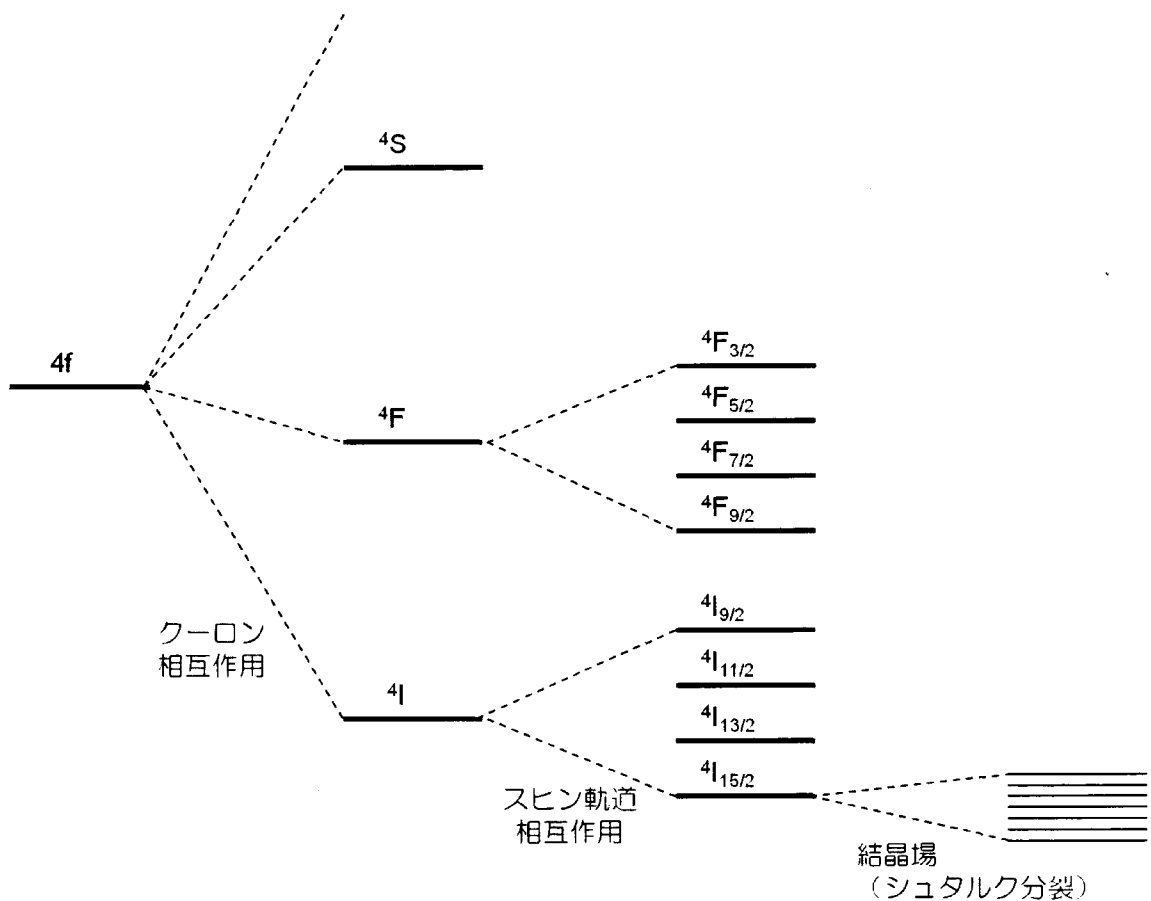 ⁴S
4f
⁴F
⁴F₃/₂
⁴F₅/₂
⁴F₇/₂
⁴F₉/₂
クーロン
相互作用
⁴I
⁴I₉/₂
⁴I₁₁/₂
⁴I₁₃/₂
⁴I₁₅/₂
スピン軌道
相互作用
結晶場
（シュタルク分裂）